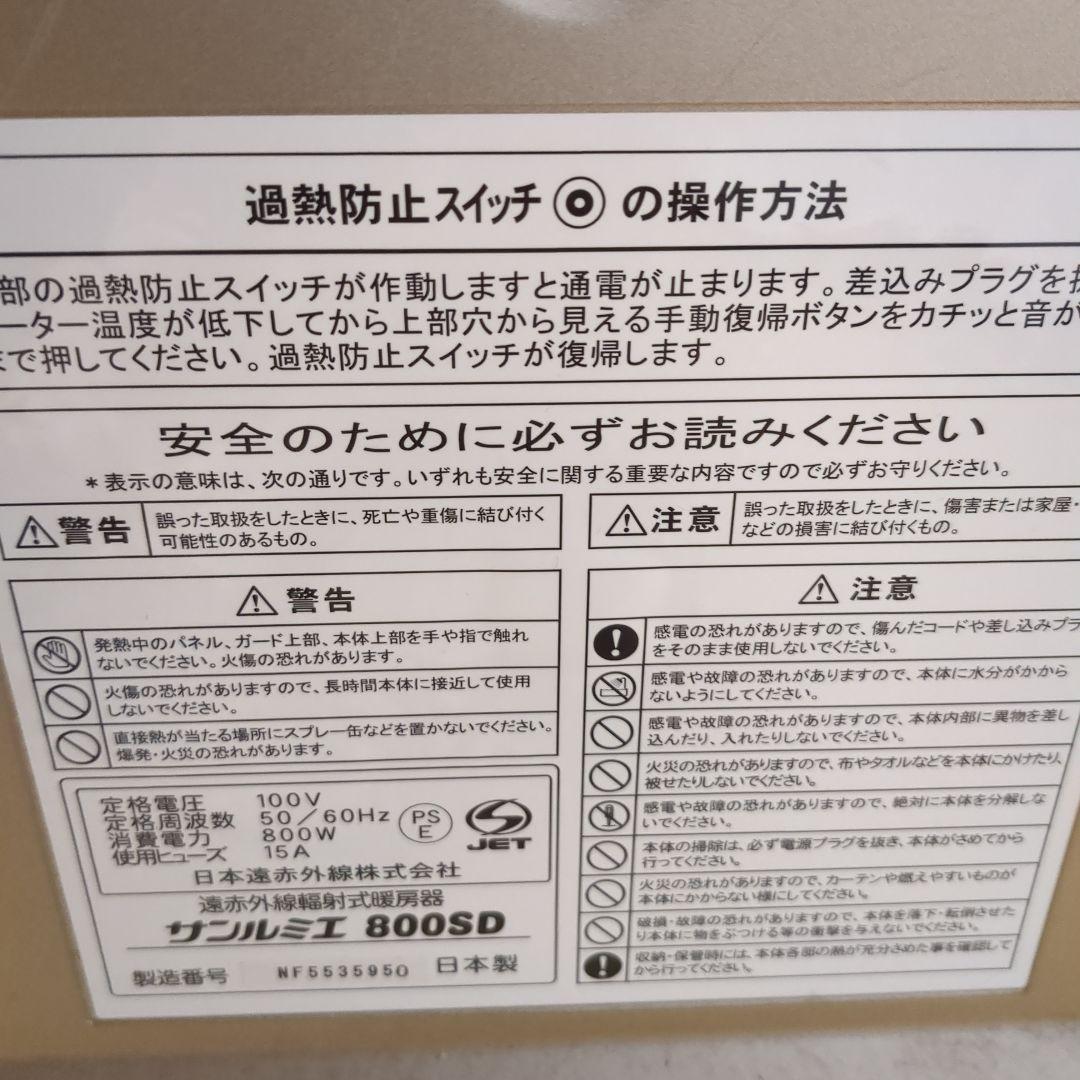 過熱防止スイッチ◎の操作方法
部の過熱防止スイッチが作動しますと通電が止まります。差込みプラグを
ーター温度が低下してから上部穴から見える手動復帰ボタンをカチッと音が
まで押してください。過熱防止スイッチが復帰します。
安全のために必ずお読みください
*表示の意味は、次の通りです。いずれも安全に関する重要な内容ですので必ずお守りください。
⚠警告
誤った取扱をしたときに、死亡や重傷に結び付く
可能性のあるもの。
⚠注意
誤った取扱をしたときに、傷害または家屋・
などの損害に結び付くもの。
⚠警告
発熱中のパネル、ガード上部、本体上部を手や指で触れ
ないでください。火傷の恐れがあります。
火傷の恐れがありますので、長時間本体に接近して使用
しないでください。
直接熱が当たる場所にスプレー缶などを置かないでください。
爆発・火災の恐れがあります。
⚠注意
感電の恐れがありますので、傷んだコードや差し込みプラ
をそのまま使用しないでください。
感電や故障の恐れがありますので、本体に水分がかから
ないようにしてください。
感電や故障の恐れがありますので、本体内部に異物を差し
込んだり、入れたりしないでください。
火災の恐れがありますので、布やタオルなどを本体にかけたり、
被せたりしないでください。
感電や故障の恐れがありますので、絶対に本体を分解しな
いでください。
本体の掃除は、必ず電源プラグを抜き、本体がさめてから
行ってください。
火災の恐れがありますので、カーテンや燃えやすいものが
本体にかからない様にしてください。
破損・故障の恐れがありますので、本体を落下・転倒させた
り本体に物をぶつける等の衝撃を与えないでください。
収納・保管時には、本体各部の熱が充分さめた事を確認して
から行ってください。
定格電圧 100V
定格周波数 50/60Hz
消費電力 800W
使用ヒューズ 15A
PS
E
JET
日本遠赤外線株式会社
遠赤外線輻射式暖房器
サンルミエ 800SD
製造番号 NF5535950 日本製